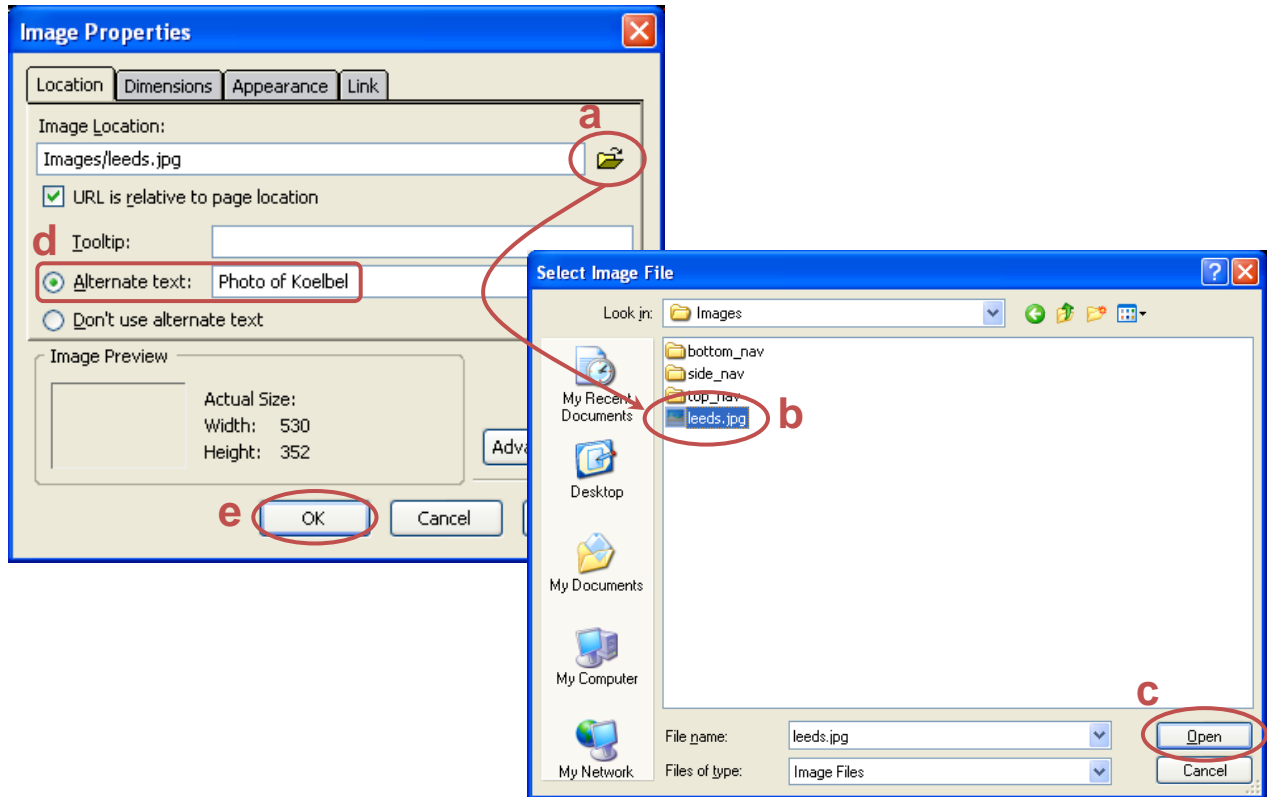 Image Properties
Location Dimensions Appearance Link
a
Image Location:
Images/leeds.jpg
URL is relative to page location
d
Tooltip:
Alternate text: Photo of Koelbel
Don't use alternate text
Image Preview
Actual Size:
Width: 530
Height: 352
e
OK
Cancel
Select Image File
Look in: Images
bottom_nav
side_nav
top_nav
leeds.jpg
b
My Recent
Documents
Desktop
My Documents
My Computer
My Network
c
File name: leeds.jpg Open
Files of type: Image Files Cancel